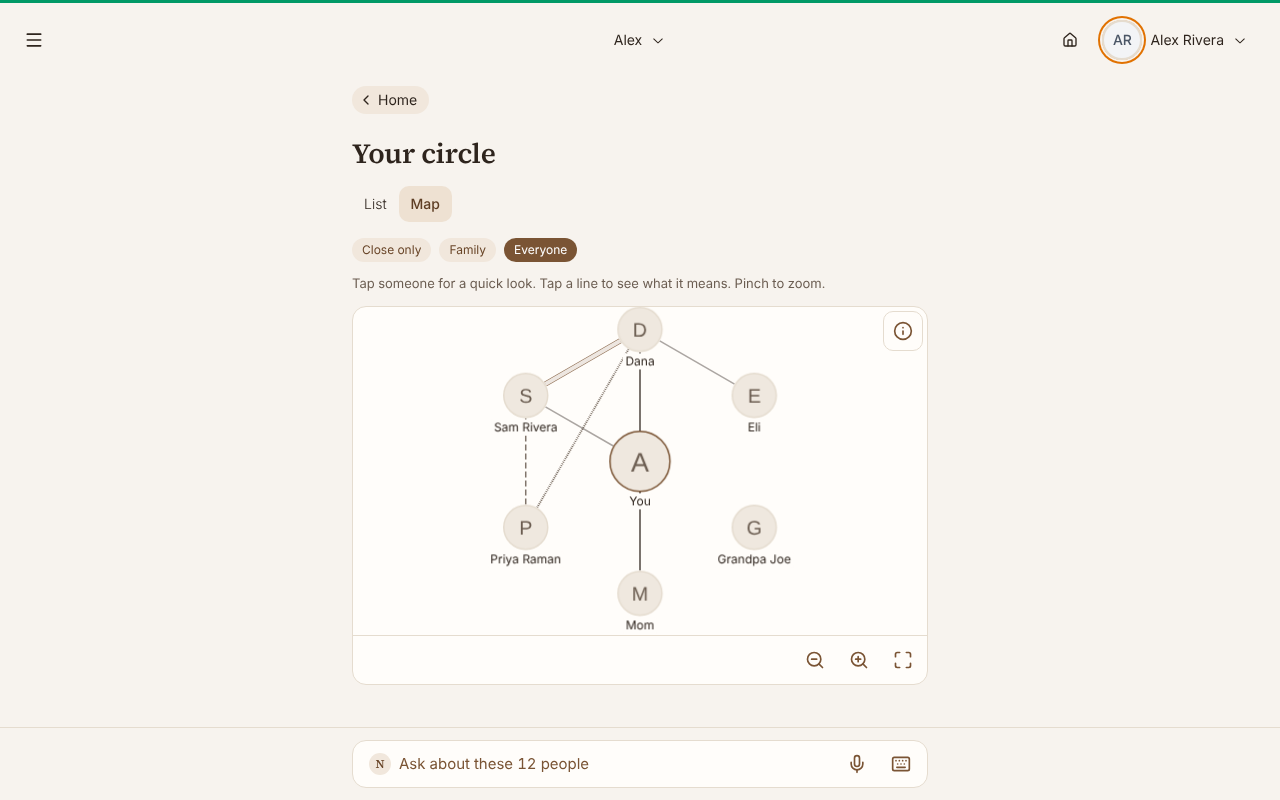 Alex
AR
Alex Rivera
Home
Your circle
List
Map
Close only
Family
Everyone
Tap someone for a quick look. Tap a line to see what it means. Pinch to zoom.
D
Dana
S
Sam Rivera
E
Eli
A
You
P
Priya Raman
G
Grandpa Joe
M
Mom
N
Ask about these 12 people